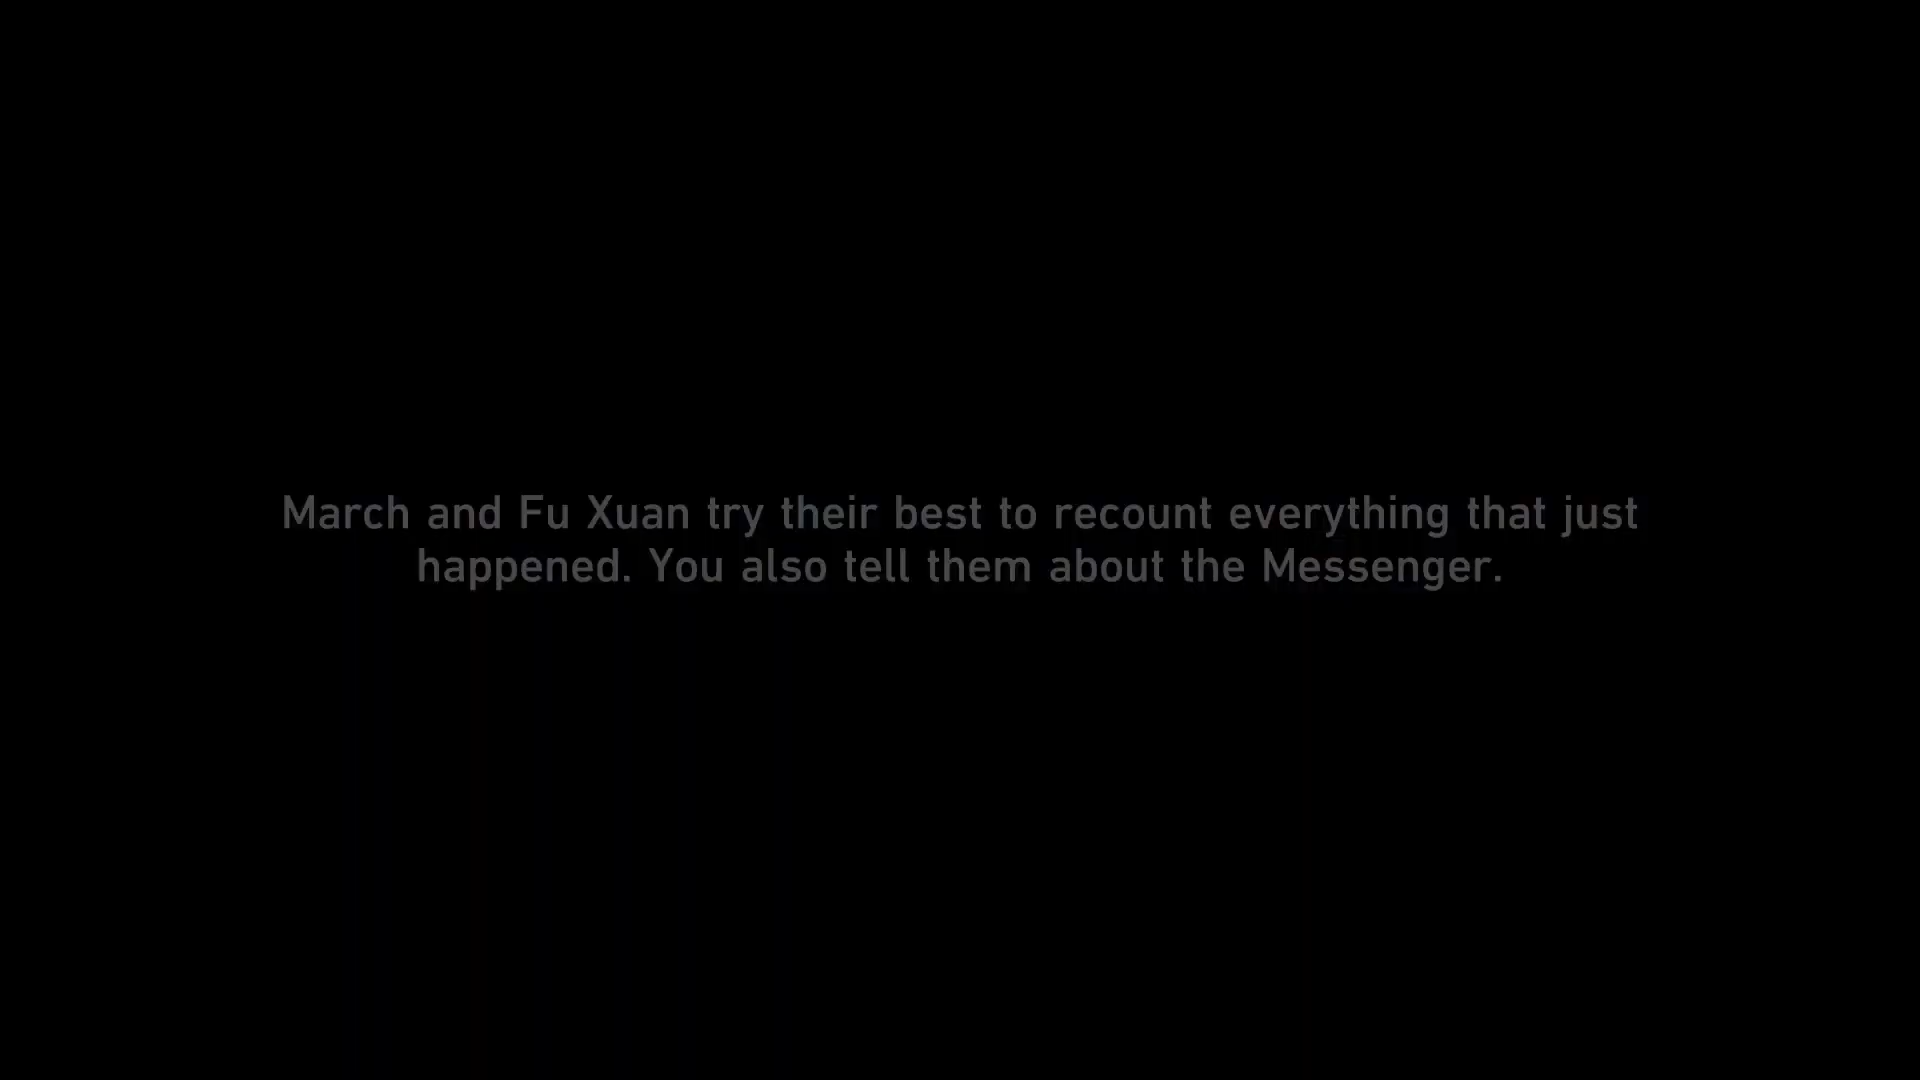 March and Fu Xuan try their best to recount everything that just
happened. You also tell them about the Messenger.